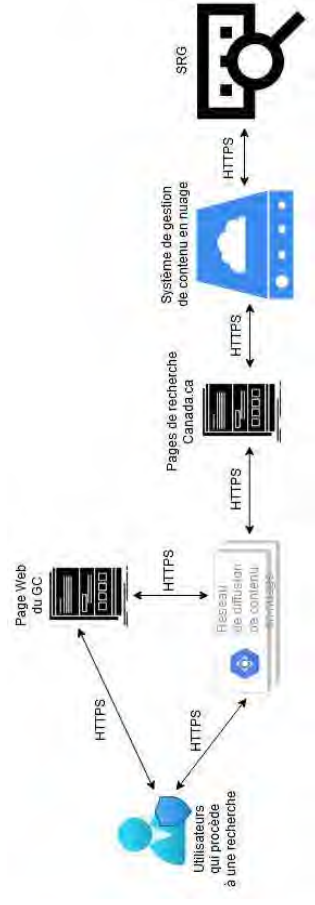 Utilisateurs
qui procède
à une recherche
HTTPS
HTTPS
Page Web
du GC
HTTPS
Reseau
de diffusion
de contenu
HTTPS
Pages de recherche
Canada.ca
HTTPS
Système de gestion
de contenu en nuage
HTTPS
SRG